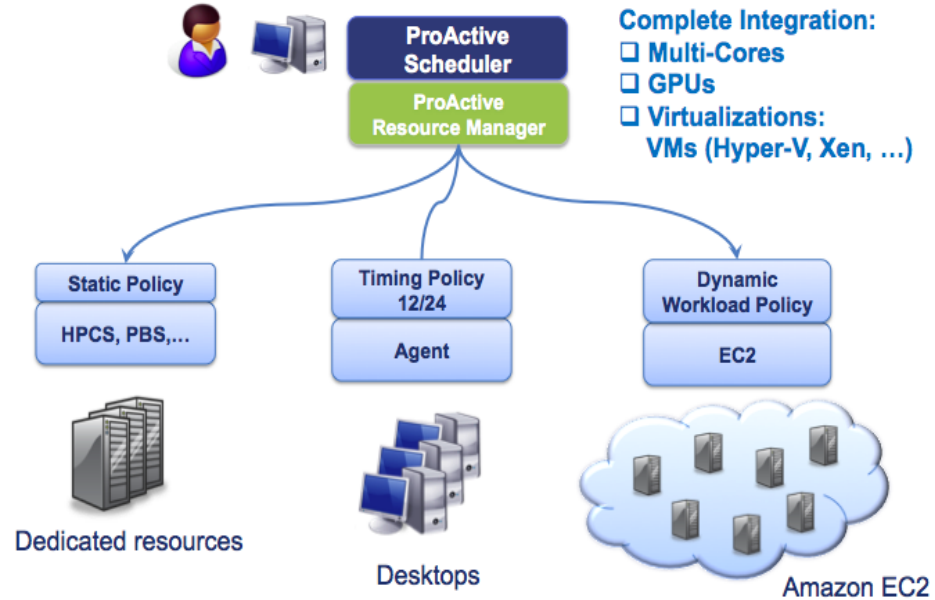 ProActive
Scheduler
ProActive
Resource Manager
Complete Integration:
❑ Multi-Cores
❑ GPUs
❑ Virtualizations:
VMs (Hyper-V, Xen, …)
Static Policy
HPCS, PBS,…
Timing Policy
12/24
Agent
Dynamic
Workload Policy
EC2
Dedicated resources
Desktops
Amazon EC2